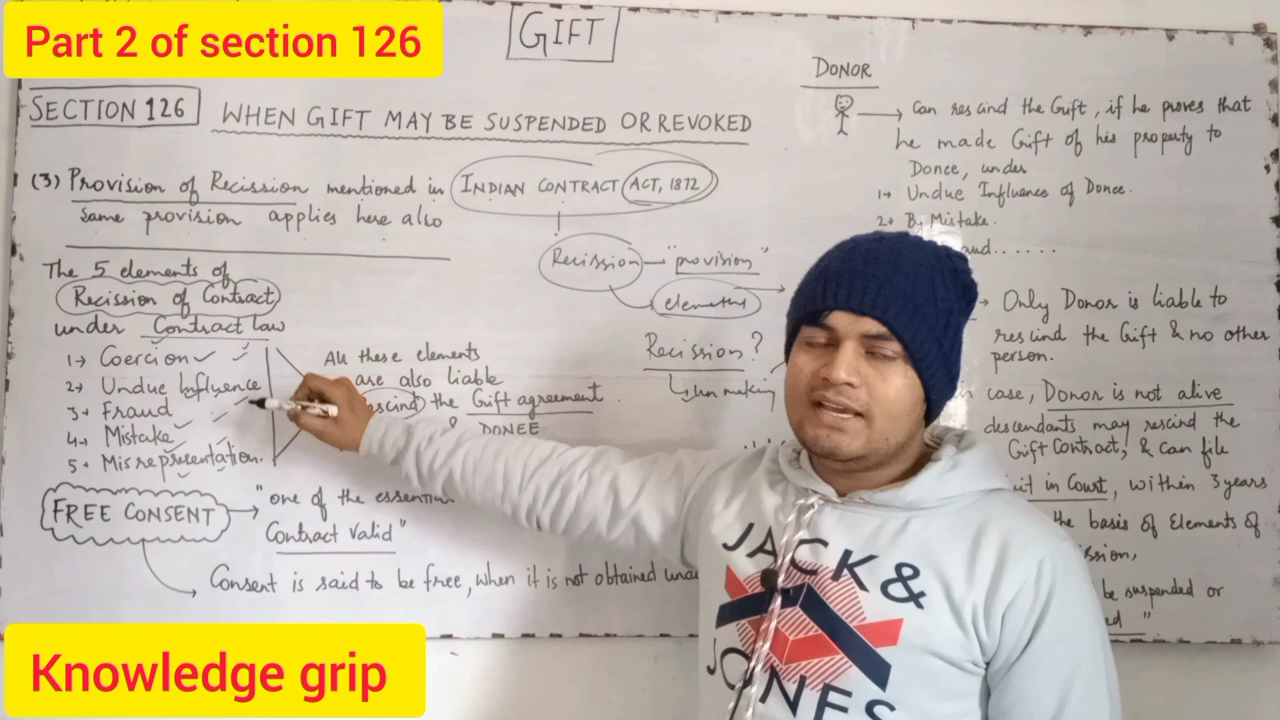 Part 2 of section 126
GIFT
SECTION 126
WHEN GIFT MAY BE SUSPENDED OR REVOKED
(3) Provision of Recission mentioned in INDIAN CONTRACT ACT, 1872
same provision applies here also
Recission — "provision"
elements
The 5 elements of
Recission of Contract
under Contract law
1→ Coercion
2→ Undue Influence
3→ Fraud
4→ Mistake
5→ Misrepresentation.
All these elements
are also liable
the Gift agreement.
& DONEE
Recission?
Un making
FREE CONSENT → "one of the
Contract Valid"
Consent is said to be free, when it is not obtained
DONOR
Can rescind the Gift, if he proves that
he made Gift of his property to
Donee, under
1→ Undue Influence of Donee.
2→ By Mistake.
Only Donor is liable to
rescind the Gift & no other
person.
case, Donor is not alive
descendants may rescind the
Gift Contract, & can file
in Court, within 3 years
the basis of Elements of
be suspended or
"
JACK &
JONES
Knowledge grip